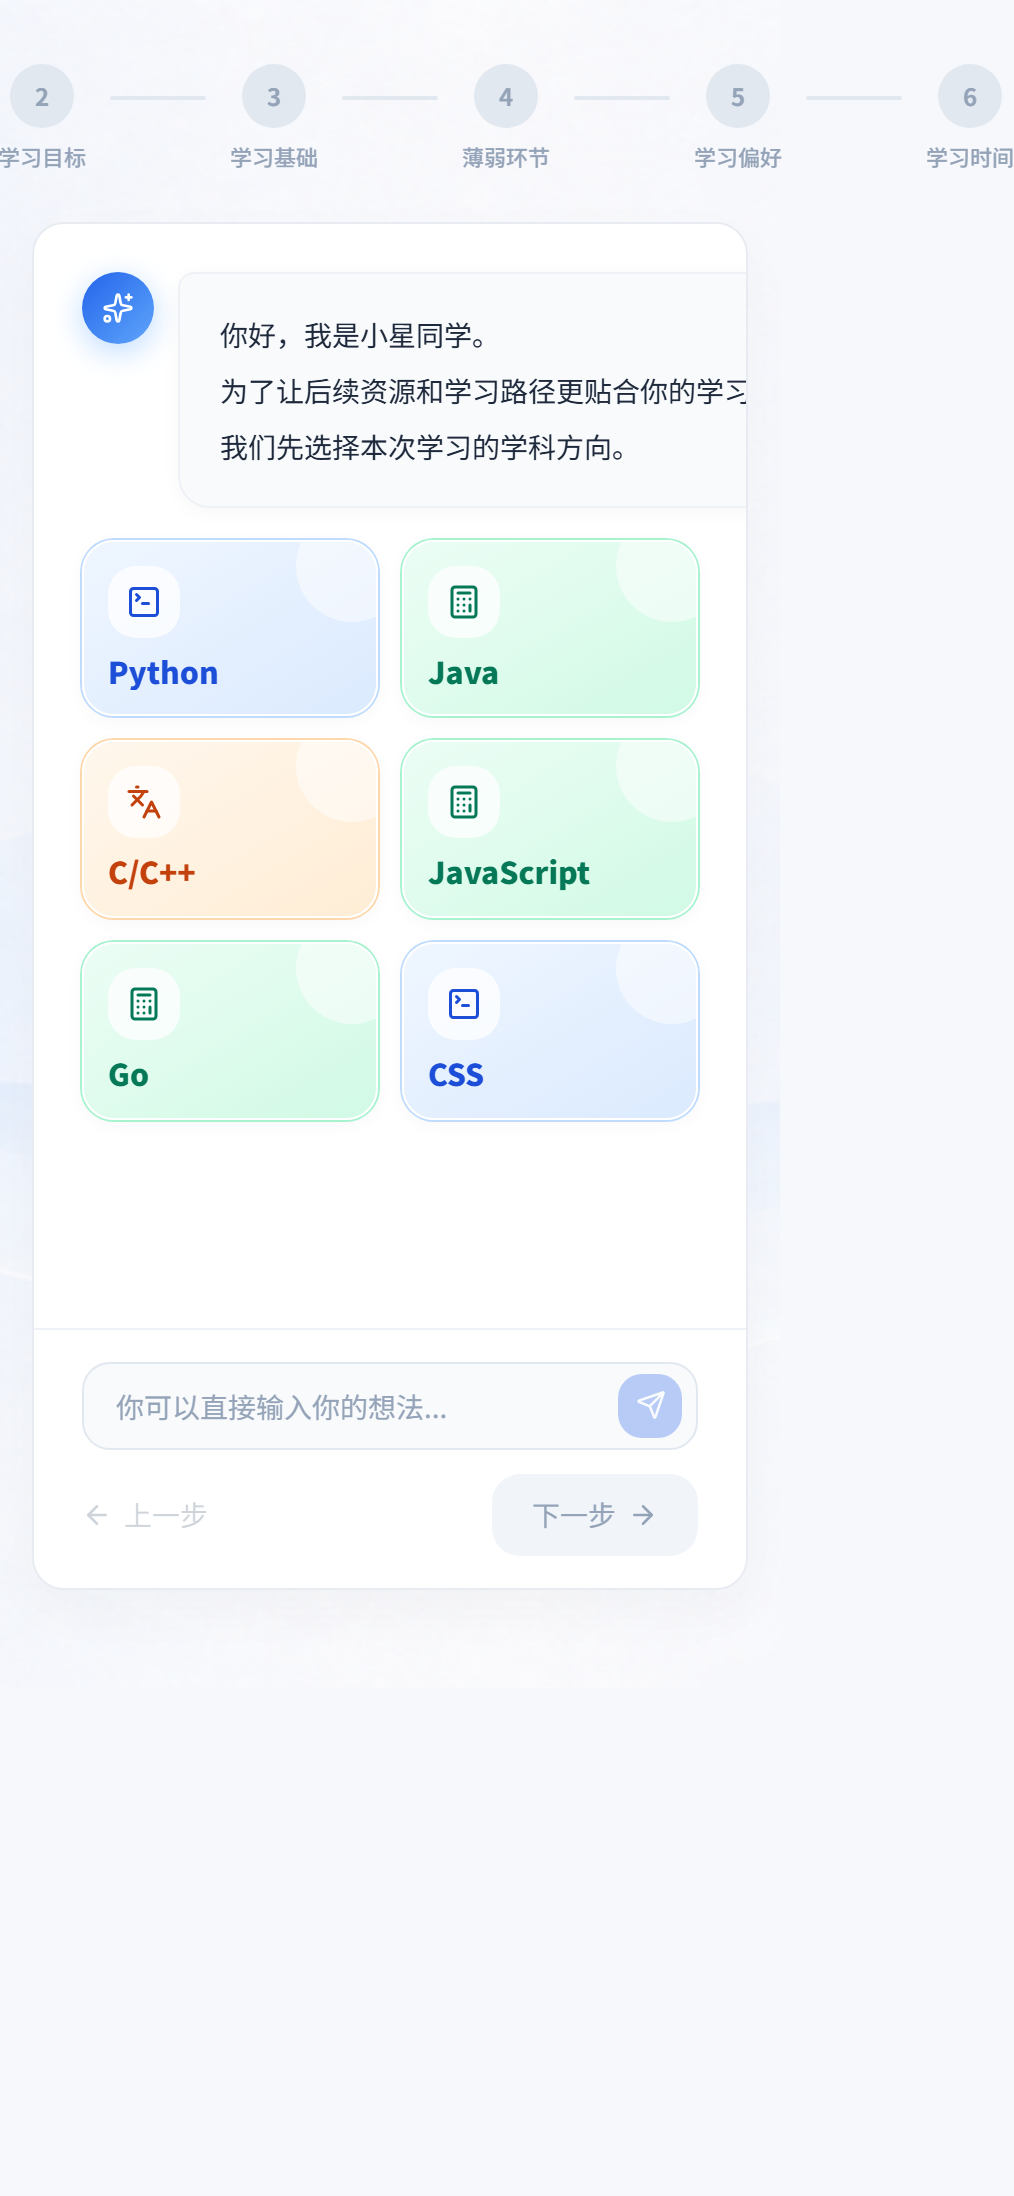 2
3
4
5
6
学习目标
学习基础
薄弱环节
学习偏好
学习时间
你好，我是小星同学。
为了让后续资源和学习路径更贴合你的学习
我们先选择本次学习的学科方向。
Python
Java
C/C++
JavaScript
Go
CSS
你可以直接输入你的想法...
上一步
下一步